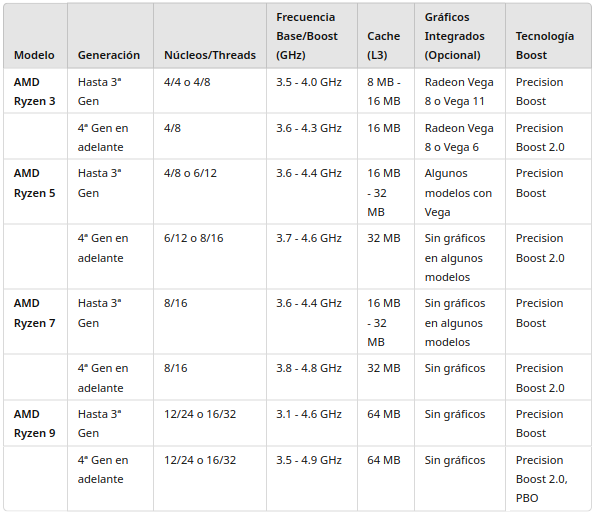 Modelo | Generación | Núcleos/Threads | Frecuencia Base/Boost (GHz) | Cache (L3) | Gráficos Integrados (Opcional) | Tecnología Boost
AMD Ryzen 3 | Hasta 3ª Gen | 4/4 o 4/8 | 3.5 - 4.0 GHz | 8 MB - 16 MB | Radeon Vega 8 o Vega 11 | Precision Boost
4ª Gen en adelante | 4/8 | 3.6 - 4.3 GHz | 16 MB | Radeon Vega 8 o Vega 6 | Precision Boost 2.0
AMD Ryzen 5 | Hasta 3ª Gen | 4/8 o 6/12 | 3.6 - 4.4 GHz | 16 MB - 32 MB | Algunos modelos con Vega | Precision Boost
4ª Gen en adelante | 6/12 o 8/16 | 3.7 - 4.6 GHz | 32 MB | Sin gráficos en algunos modelos | Precision Boost 2.0
AMD Ryzen 7 | Hasta 3ª Gen | 8/16 | 3.6 - 4.4 GHz | 16 MB - 32 MB | Sin gráficos en algunos modelos | Precision Boost
4ª Gen en adelante | 8/16 | 3.8 - 4.8 GHz | 32 MB | Sin gráficos | Precision Boost 2.0
AMD Ryzen 9 | Hasta 3ª Gen | 12/24 o 16/32 | 3.1 - 4.6 GHz | 64 MB | Sin gráficos | Precision Boost
4ª Gen en adelante | 12/24 o 16/32 | 3.5 - 4.9 GHz | 64 MB | Sin gráficos | Precision Boost 2.0, PBO